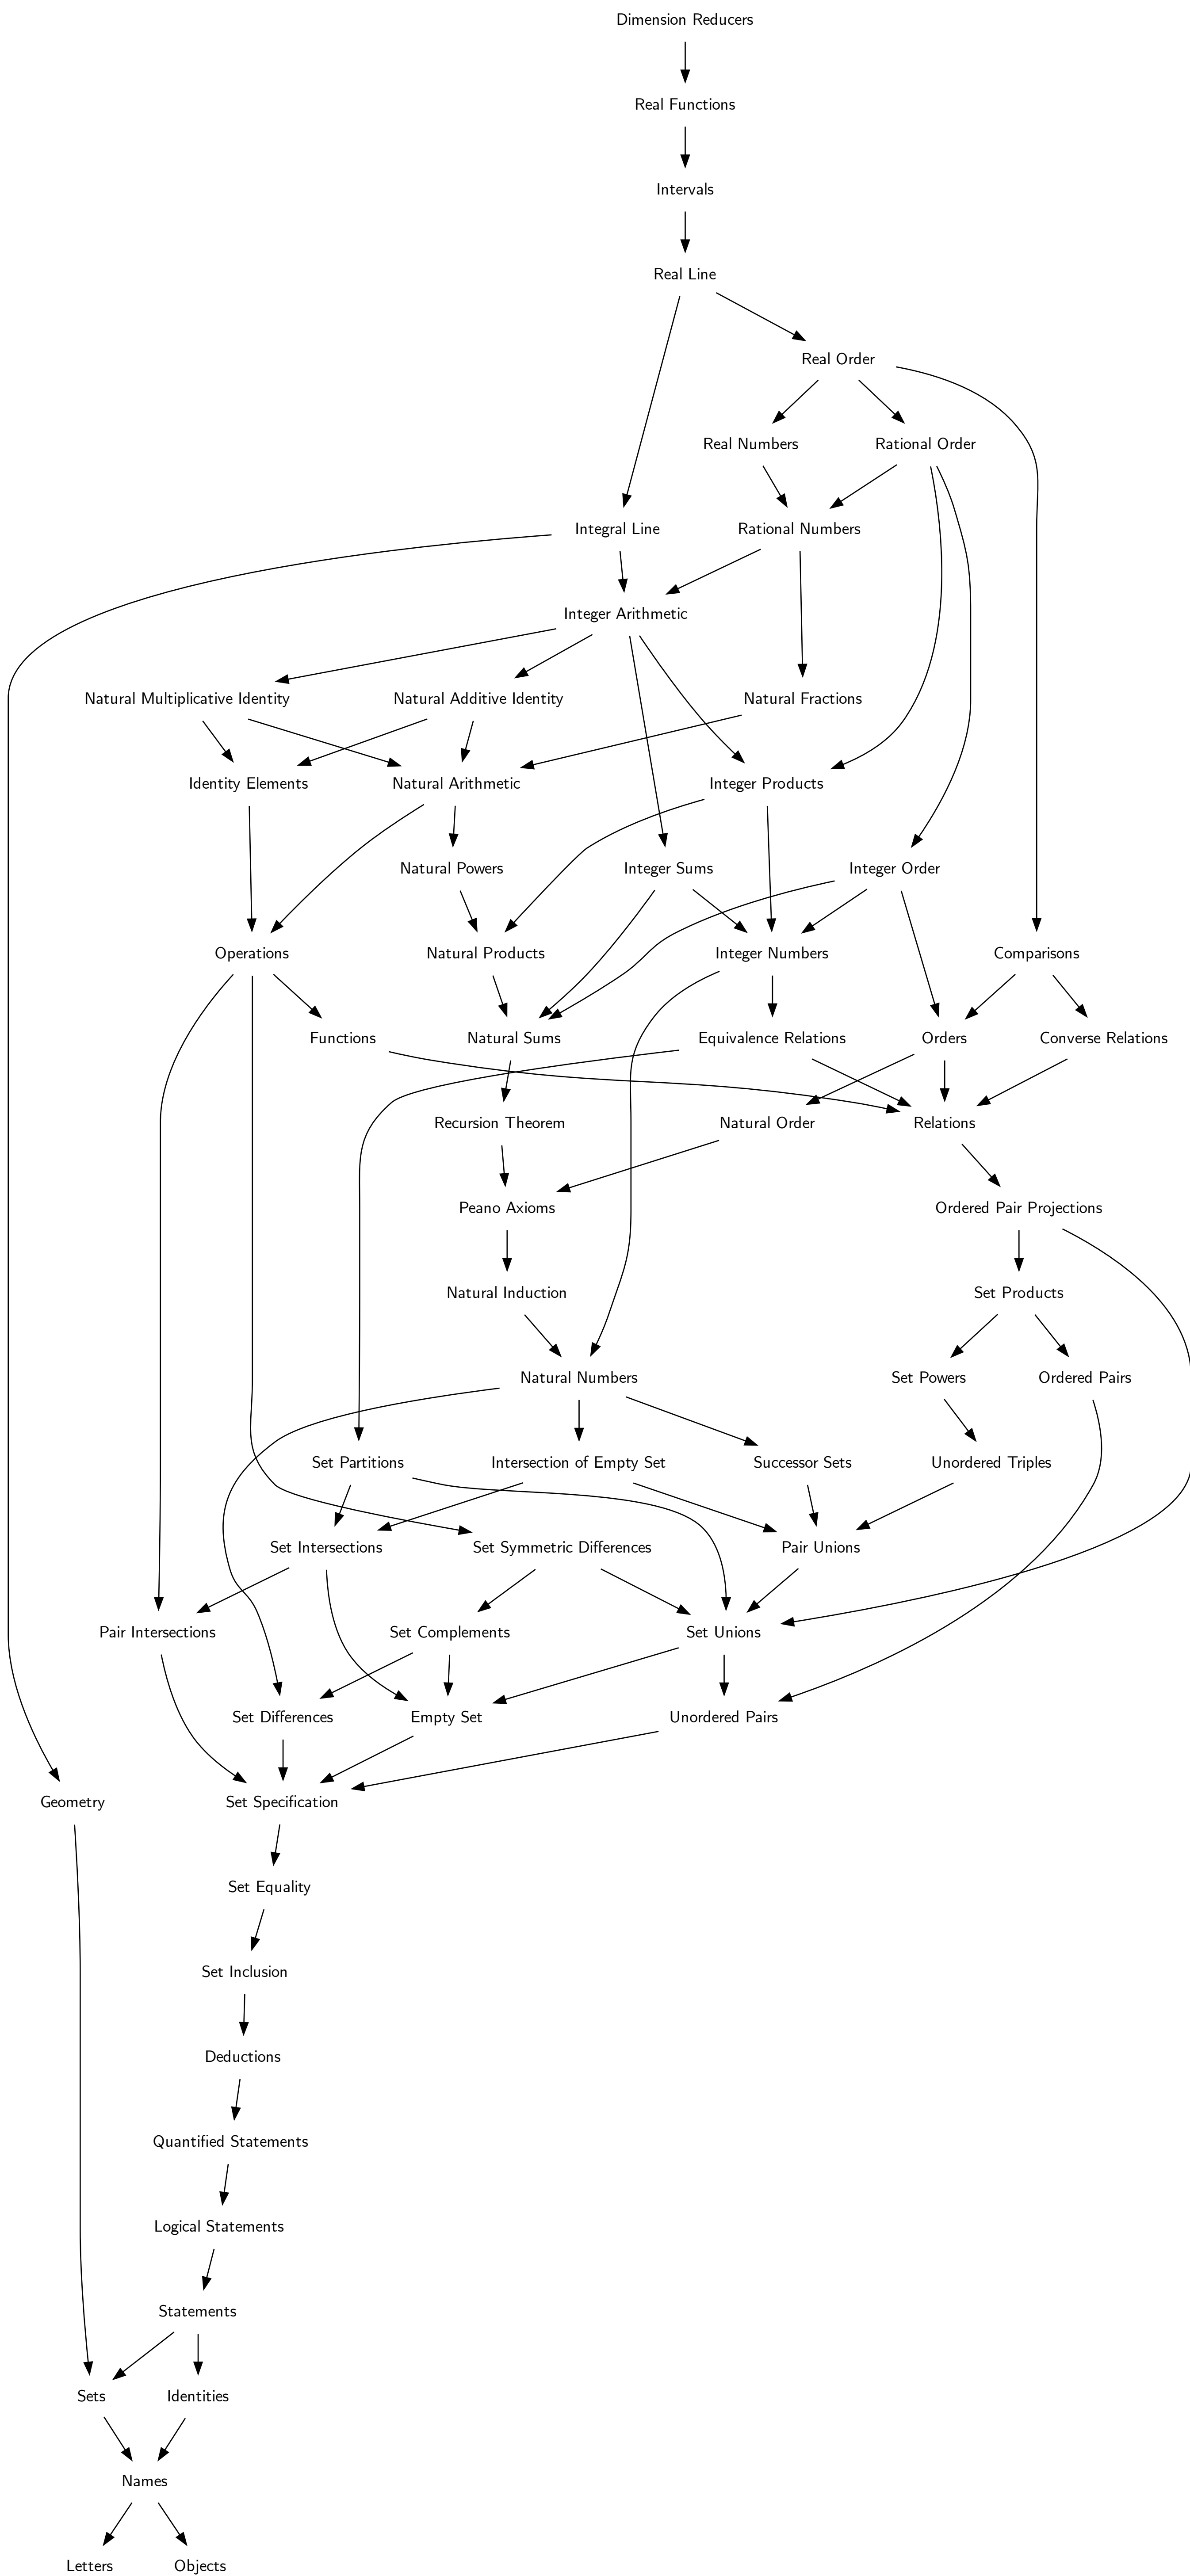 Dimension Reducers
Real Functions
Intervals
Real Line
Real Order
Real Numbers
Rational Order
Integral Line
Rational Numbers
Integer Arithmetic
Natural Multiplicative Identity
Natural Additive Identity
Natural Fractions
Identity Elements
Natural Arithmetic
Integer Products
Natural Powers
Integer Sums
Integer Order
Operations
Natural Products
Integer Numbers
Comparisons
Functions
Natural Sums
Equivalence Relations
Orders
Converse Relations
Recursion Theorem
Natural Order
Relations
Peano Axioms
Ordered Pair Projections
Natural Induction
Set Products
Natural Numbers
Set Powers
Ordered Pairs
Set Partitions
Intersection of Empty Set
Successor Sets
Unordered Triples
Set Intersections
Set Symmetric Differences
Pair Unions
Pair Intersections
Set Complements
Set Unions
Set Differences
Empty Set
Unordered Pairs
Geometry
Set Specification
Set Equality
Set Inclusion
Deductions
Quantified Statements
Logical Statements
Statements
Sets
Identities
Names
Letters
Objects